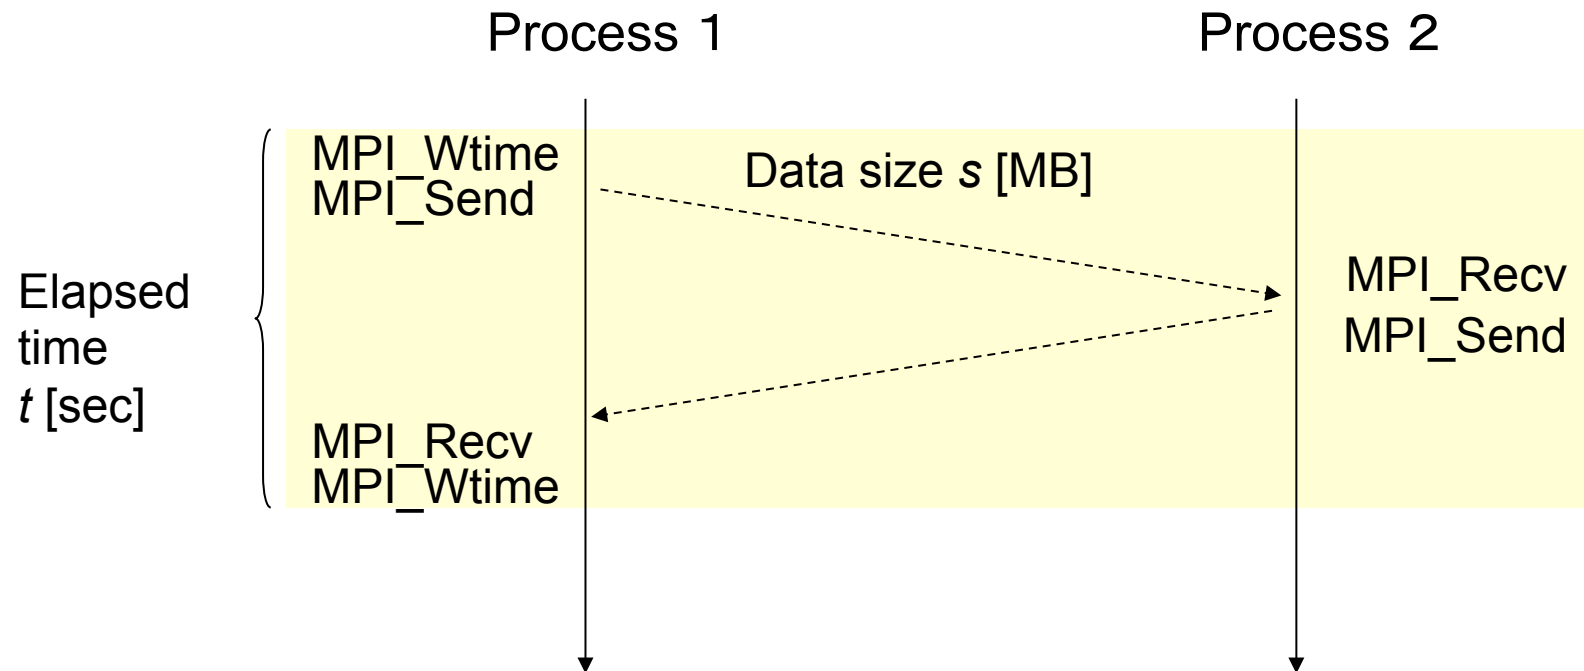 Process 1
Process 2
MPI_Wtime
MPI_Send
Data size s [MB]
MPI_Recv
MPI_Send
Elapsed
time
t [sec]
MPI_Recv
MPI_Wtime